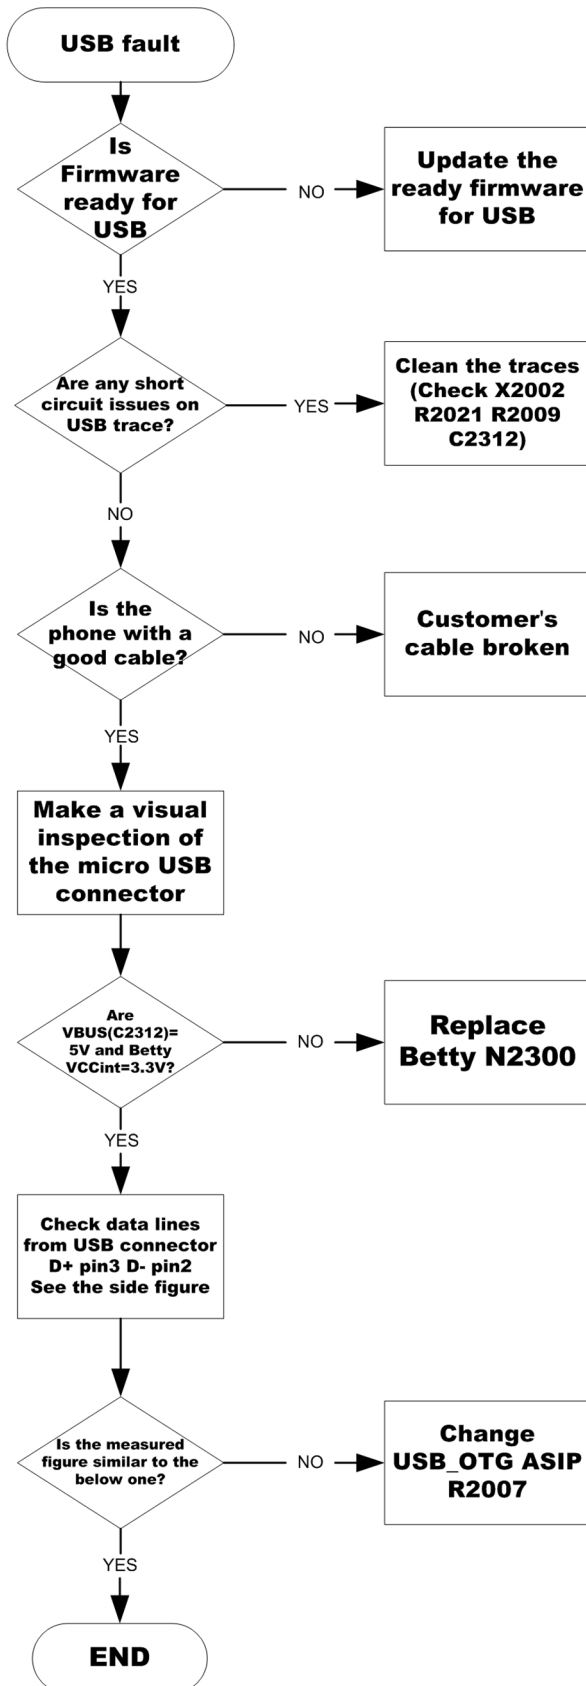 USB fault
Is
Firmware
ready for
USB
NO
Update the
ready firmware
for USB
YES
Are any short
circuit issues on
USB trace?
YES
Clean the traces
(Check X2002
R2021 R2009
C2312)
NO
Is the
phone with a
good cable?
NO
Customer's
cable broken
YES
Make a visual
inspection of
the micro USB
connector
Are
VBUS(C2312)=
5V and Betty
VCCint=3.3V?
NO
Replace
Betty N2300
YES
Check data lines
from USB connector
D+ pin3 D- pin2
See the side figure
Is the measured
figure similar to the
below one?
NO
Change
USB_OTG ASIP
R2007
YES
END